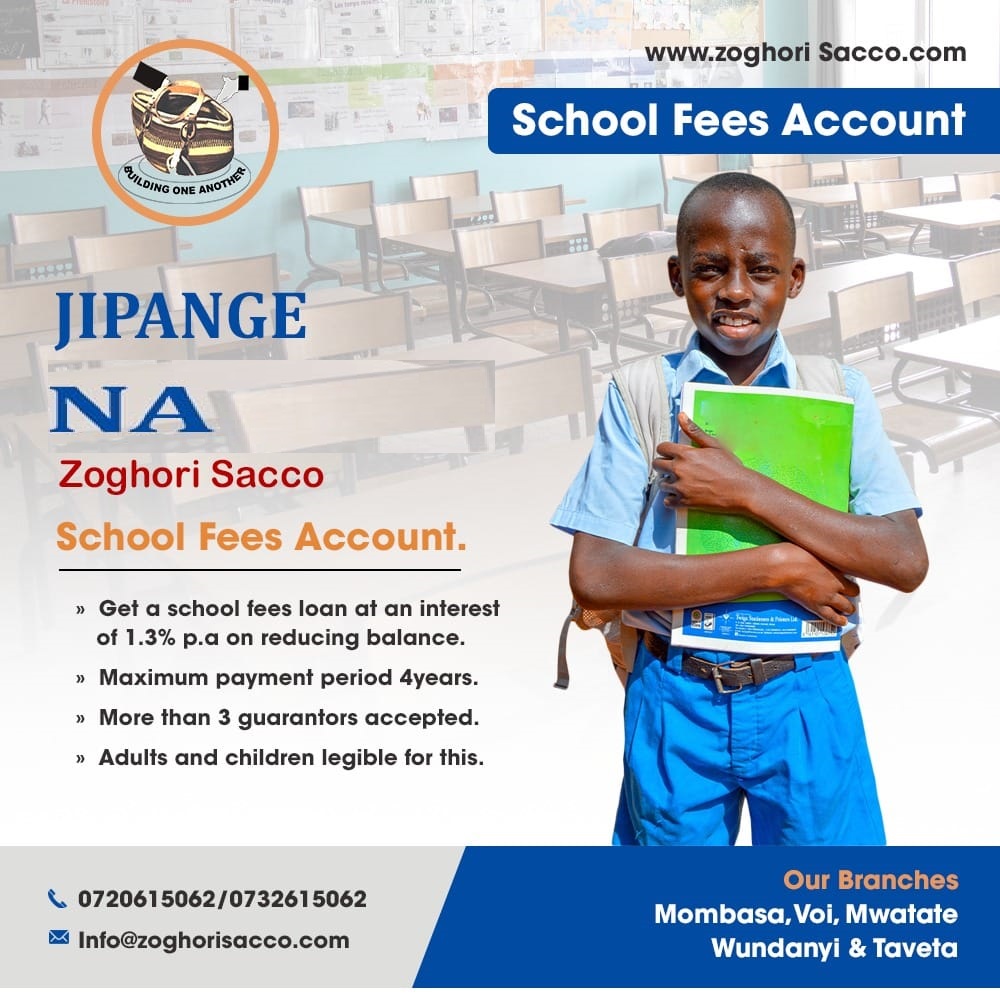 www.zoghori Sacco.com
School Fees Account
BUILDING ONE ANOTHER
JIPANGE
NA
Zoghori Sacco
School Fees Account.
» Get a school fees loan at an interest
of 1.3% p.a on reducing balance.
» Maximum payment period 4years.
» More than 3 guarantors accepted.
» Adults and children legible for this.
0720615062/0732615062
Info@zoghorisacco.com
Our Branches
Mombasa,Voi, Mwatate
Wundanyi & Taveta